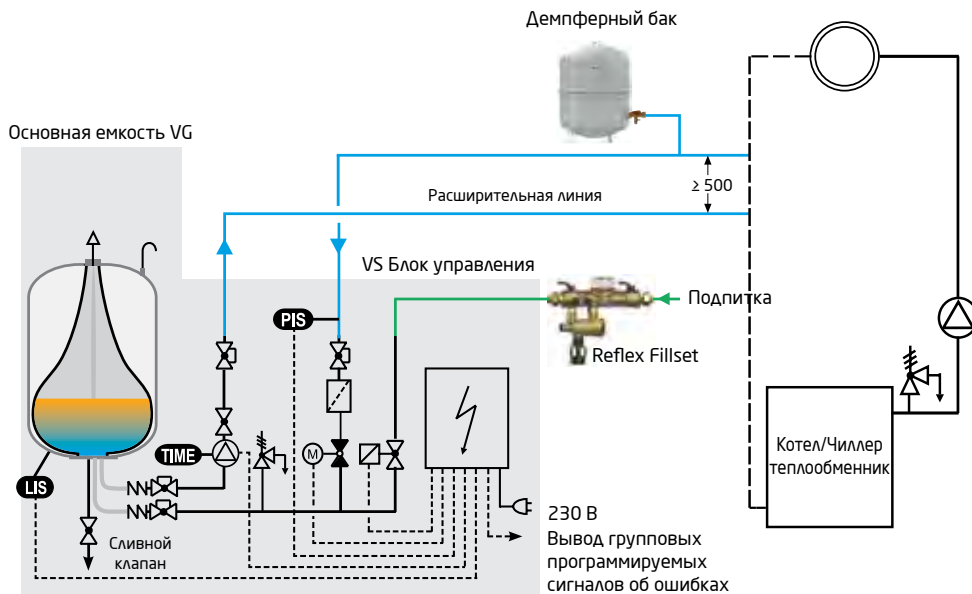 Демпферный бак
Основная емкость VG
≥ 500
Расширительная линия
VS Блок управления
Подпитка
PIS
Reflex Fillset
TIME
M
LIS
Котел/Чиллер
теплообменник
Сливной
клапан
230 В
Вывод групповых
программируемых
сигналов об ошибках